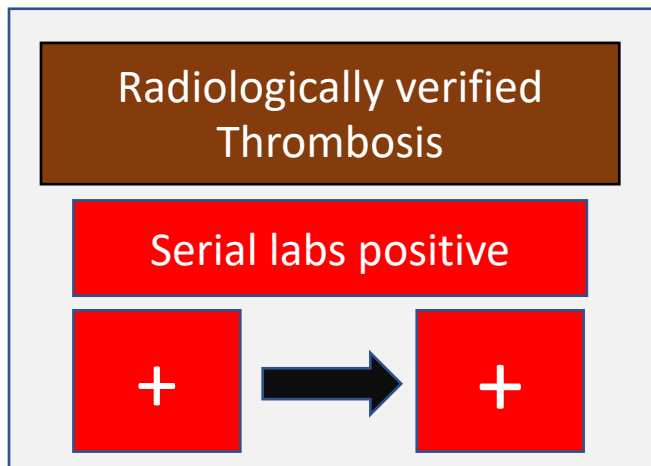 Radiologically verified
Thrombosis
Serial labs positive
+ +